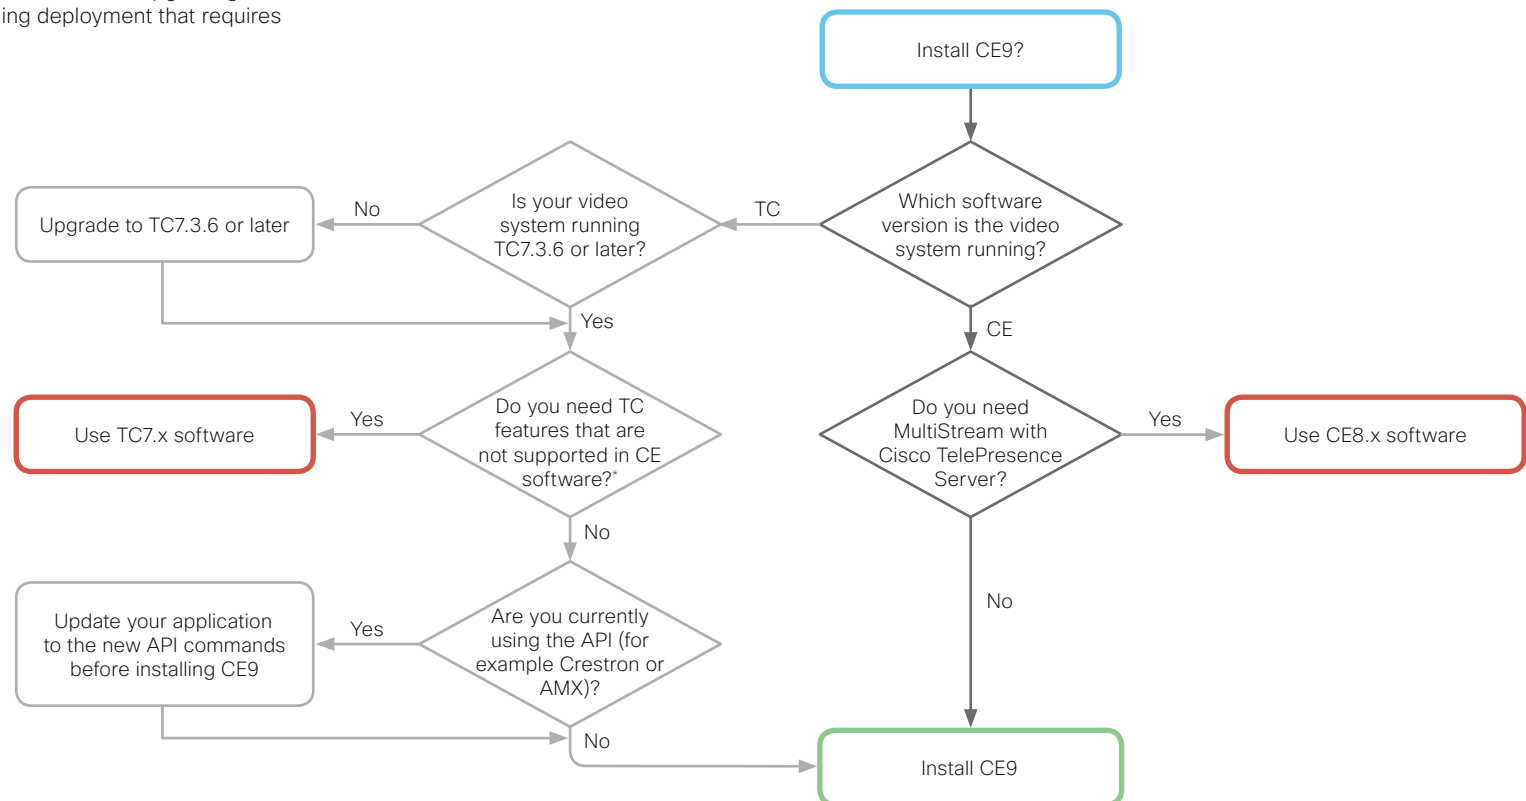 ing deployment that requires
Install CE9?
Which software
version is the video
system running?
TC
Is your video
system running
TC7.3.6 or later?
No
Upgrade to TC7.3.6 or later
Yes
CE
Do you need TC
features that are
not supported in CE
software?*
Yes
Use TC7.x software
Do you need
MultiStream with
Cisco TelePresence
Server?
Yes
Use CE8.x software
No
Are you currently
using the API (for
example Crestron or
AMX)?
Yes
Update your application
to the new API commands
before installing CE9
No
No
Install CE9